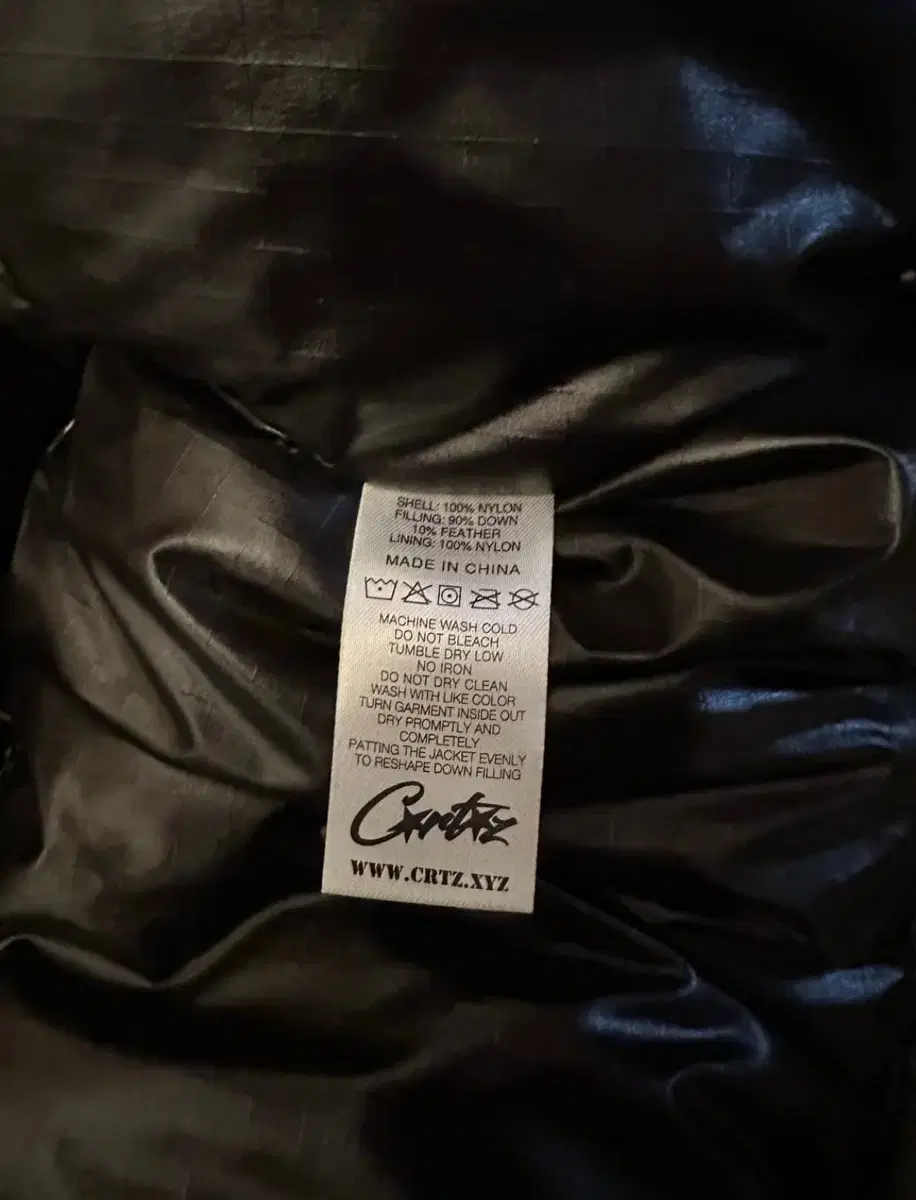 SHELL: 100% NYLON
FILLING: 90% DOWN
10% FEATHER
LINING: 100% NYLON
MADE IN CHINA
MACHINE WASH COLD
DO NOT BLEACH
TUMBLE DRY LOW
NO IRON
DO NOT DRY CLEAN
WASH WITH LIKE COLOR
TURN GARMENT INSIDE OUT
DRY PROMPTLY AND
COMPLETELY
PATTING THE JACKET EVENLY
TO RESHAPE DOWN FILLING
Crtz
WWW.CRTZ.XYZ